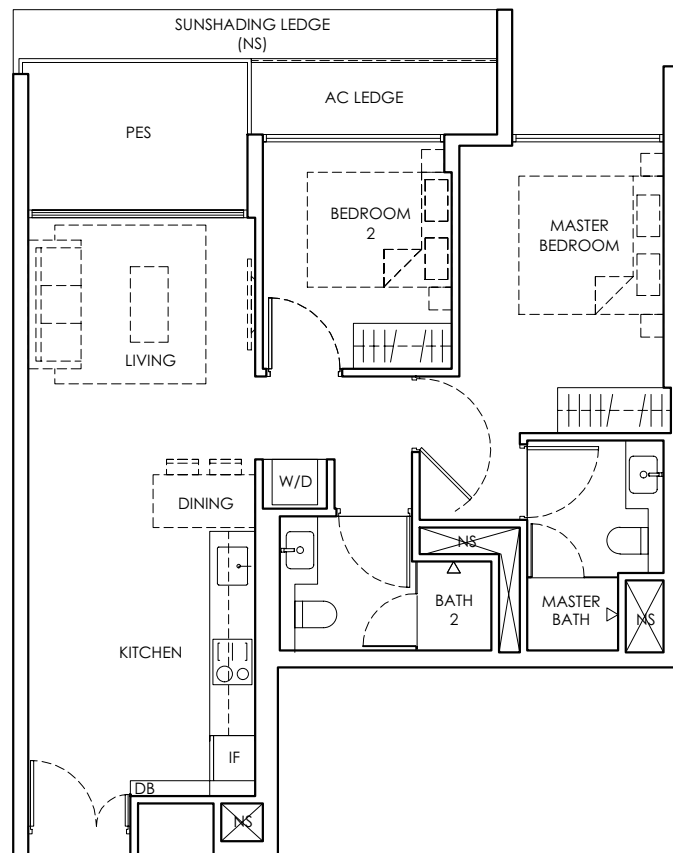 SUNSHADING LEDGE
(NS)
AC LEDGE
PES
BEDROOM
2
MASTER
BEDROOM
LIVING
W/D
DINING
NS
BATH
2
MASTER
BATH
NS
KITCHEN
IF
DB
NS